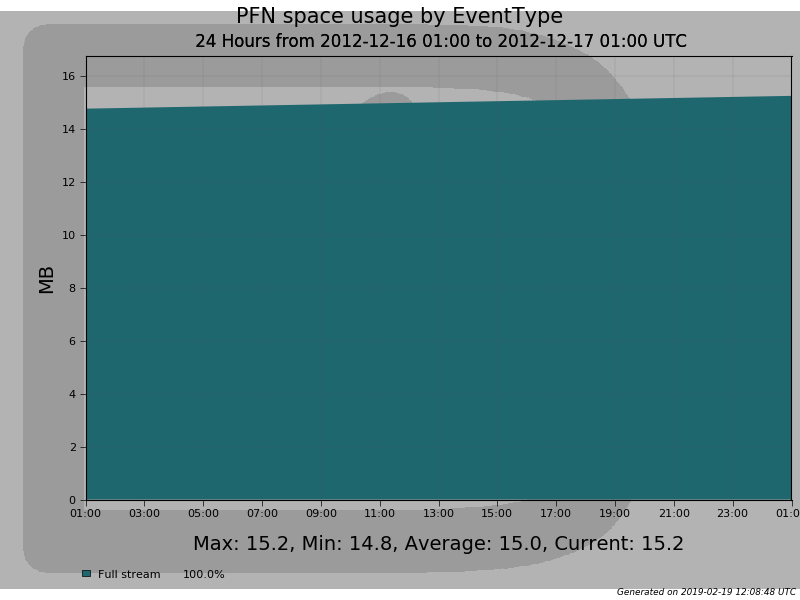 PFN space usage by EventType
24 Hours from 2012-12-16 01:00 to 2012-12-17 01:00 UTC
16
14
12
10
8
6
4
2
0
MB
01:00 03:00 05:00 07:00 09:00 11:00 13:00 15:00 17:00 19:00 21:00 23:00 01:0
Max: 15.2, Min: 14.8, Average: 15.0, Current: 15.2
Full stream 100.0%
Generated on 2019-02-19 12:08:48 UTC